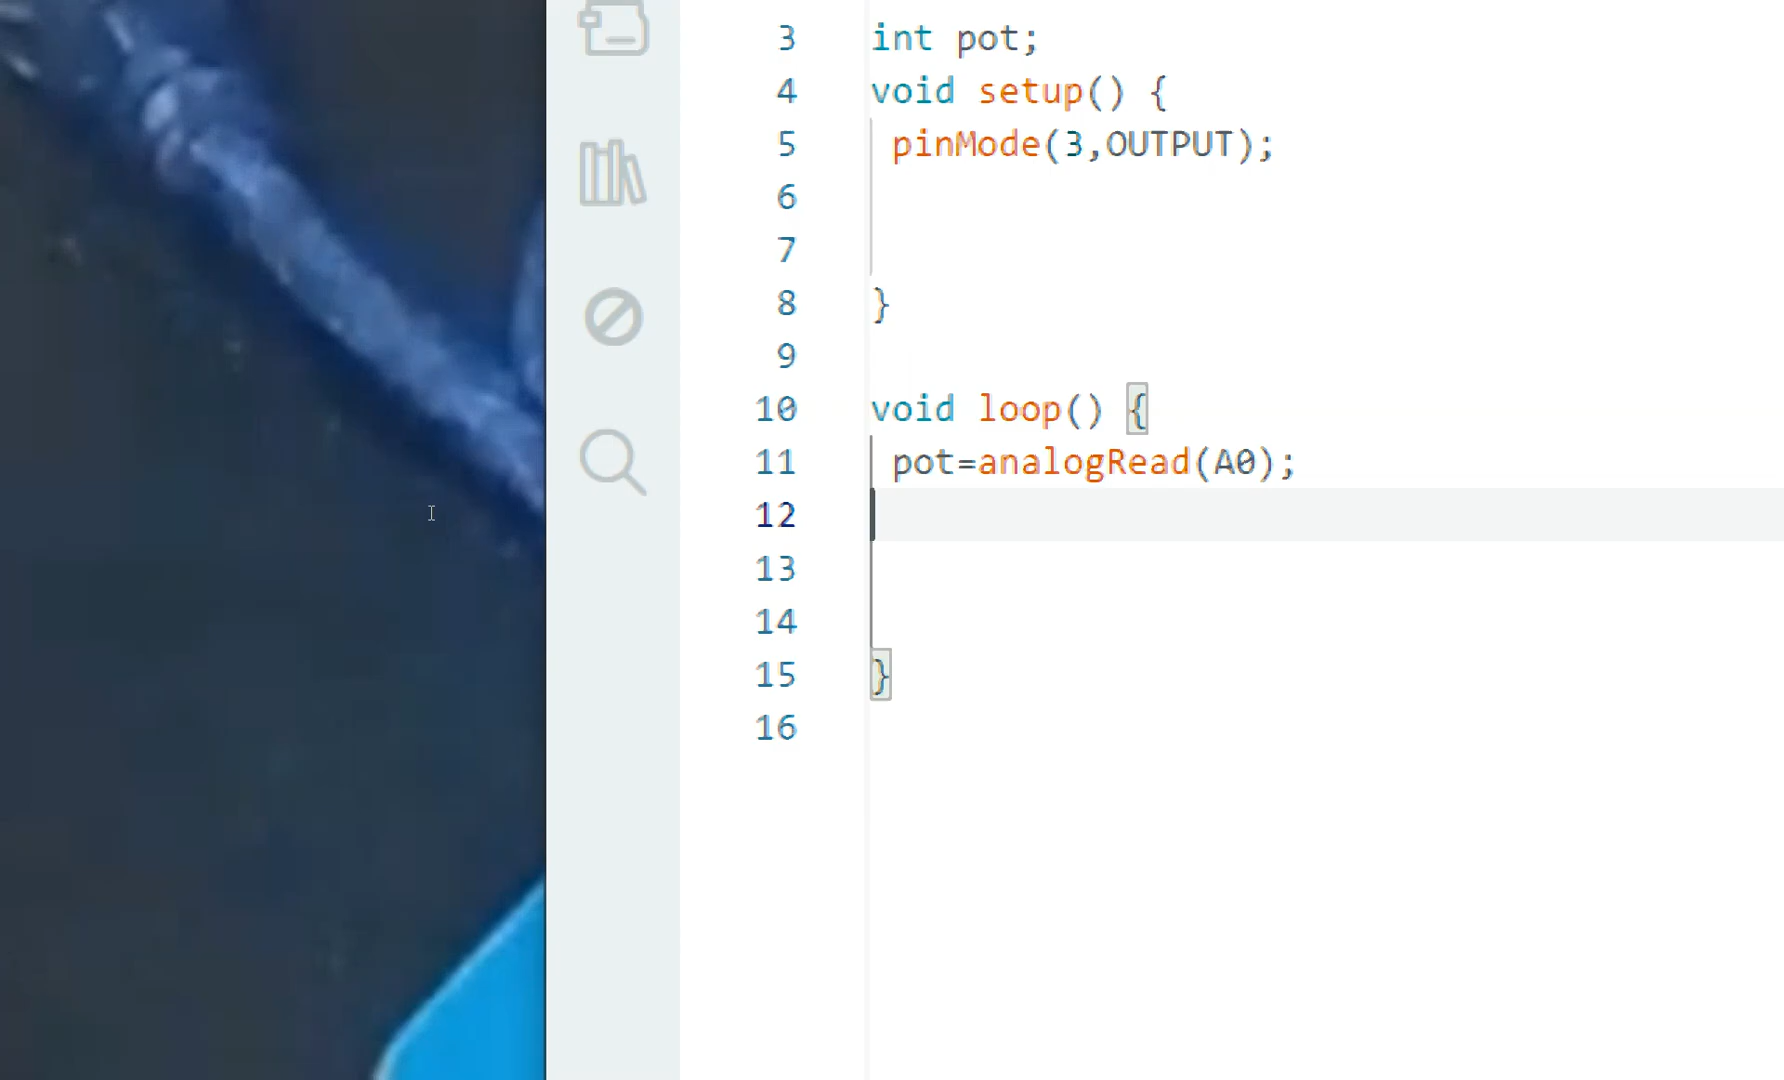 3 int pot;
4 void setup() {
5 pinMode(3,OUTPUT);
6
7
8 }
9
10 void loop() {
11 pot=analogRead(A0);
12
13
14
15 }
16